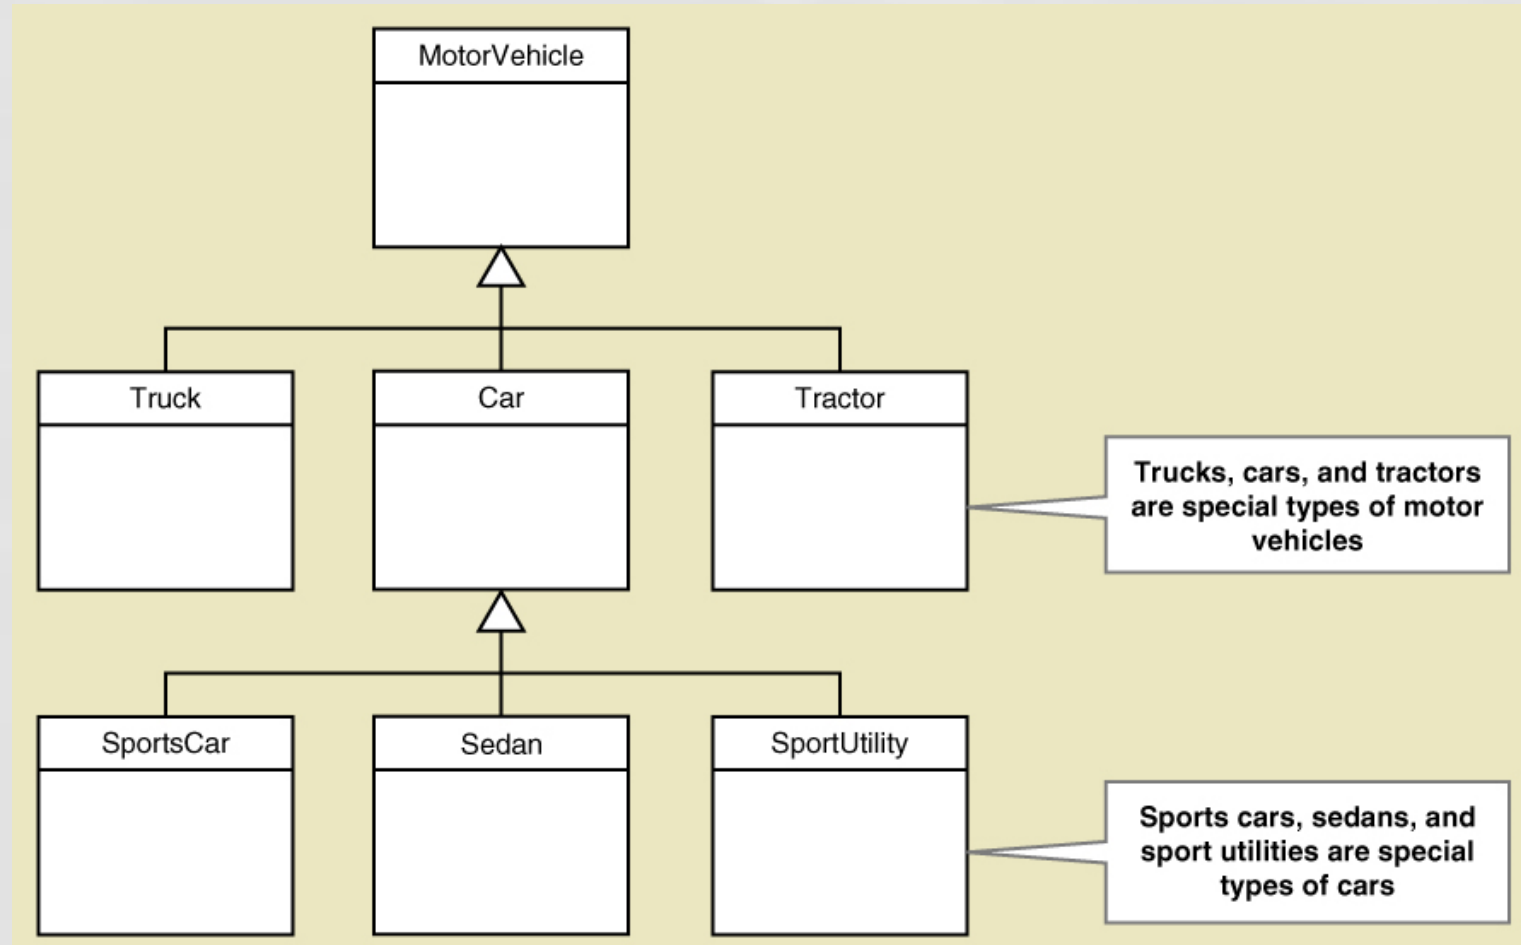 MotorVehicle
Truck
Car
Tractor
Trucks, cars, and tractors
are special types of motor
vehicles
SportsCar
Sedan
SportUtility
Sports cars, sedans, and
sport utilities are special
types of cars